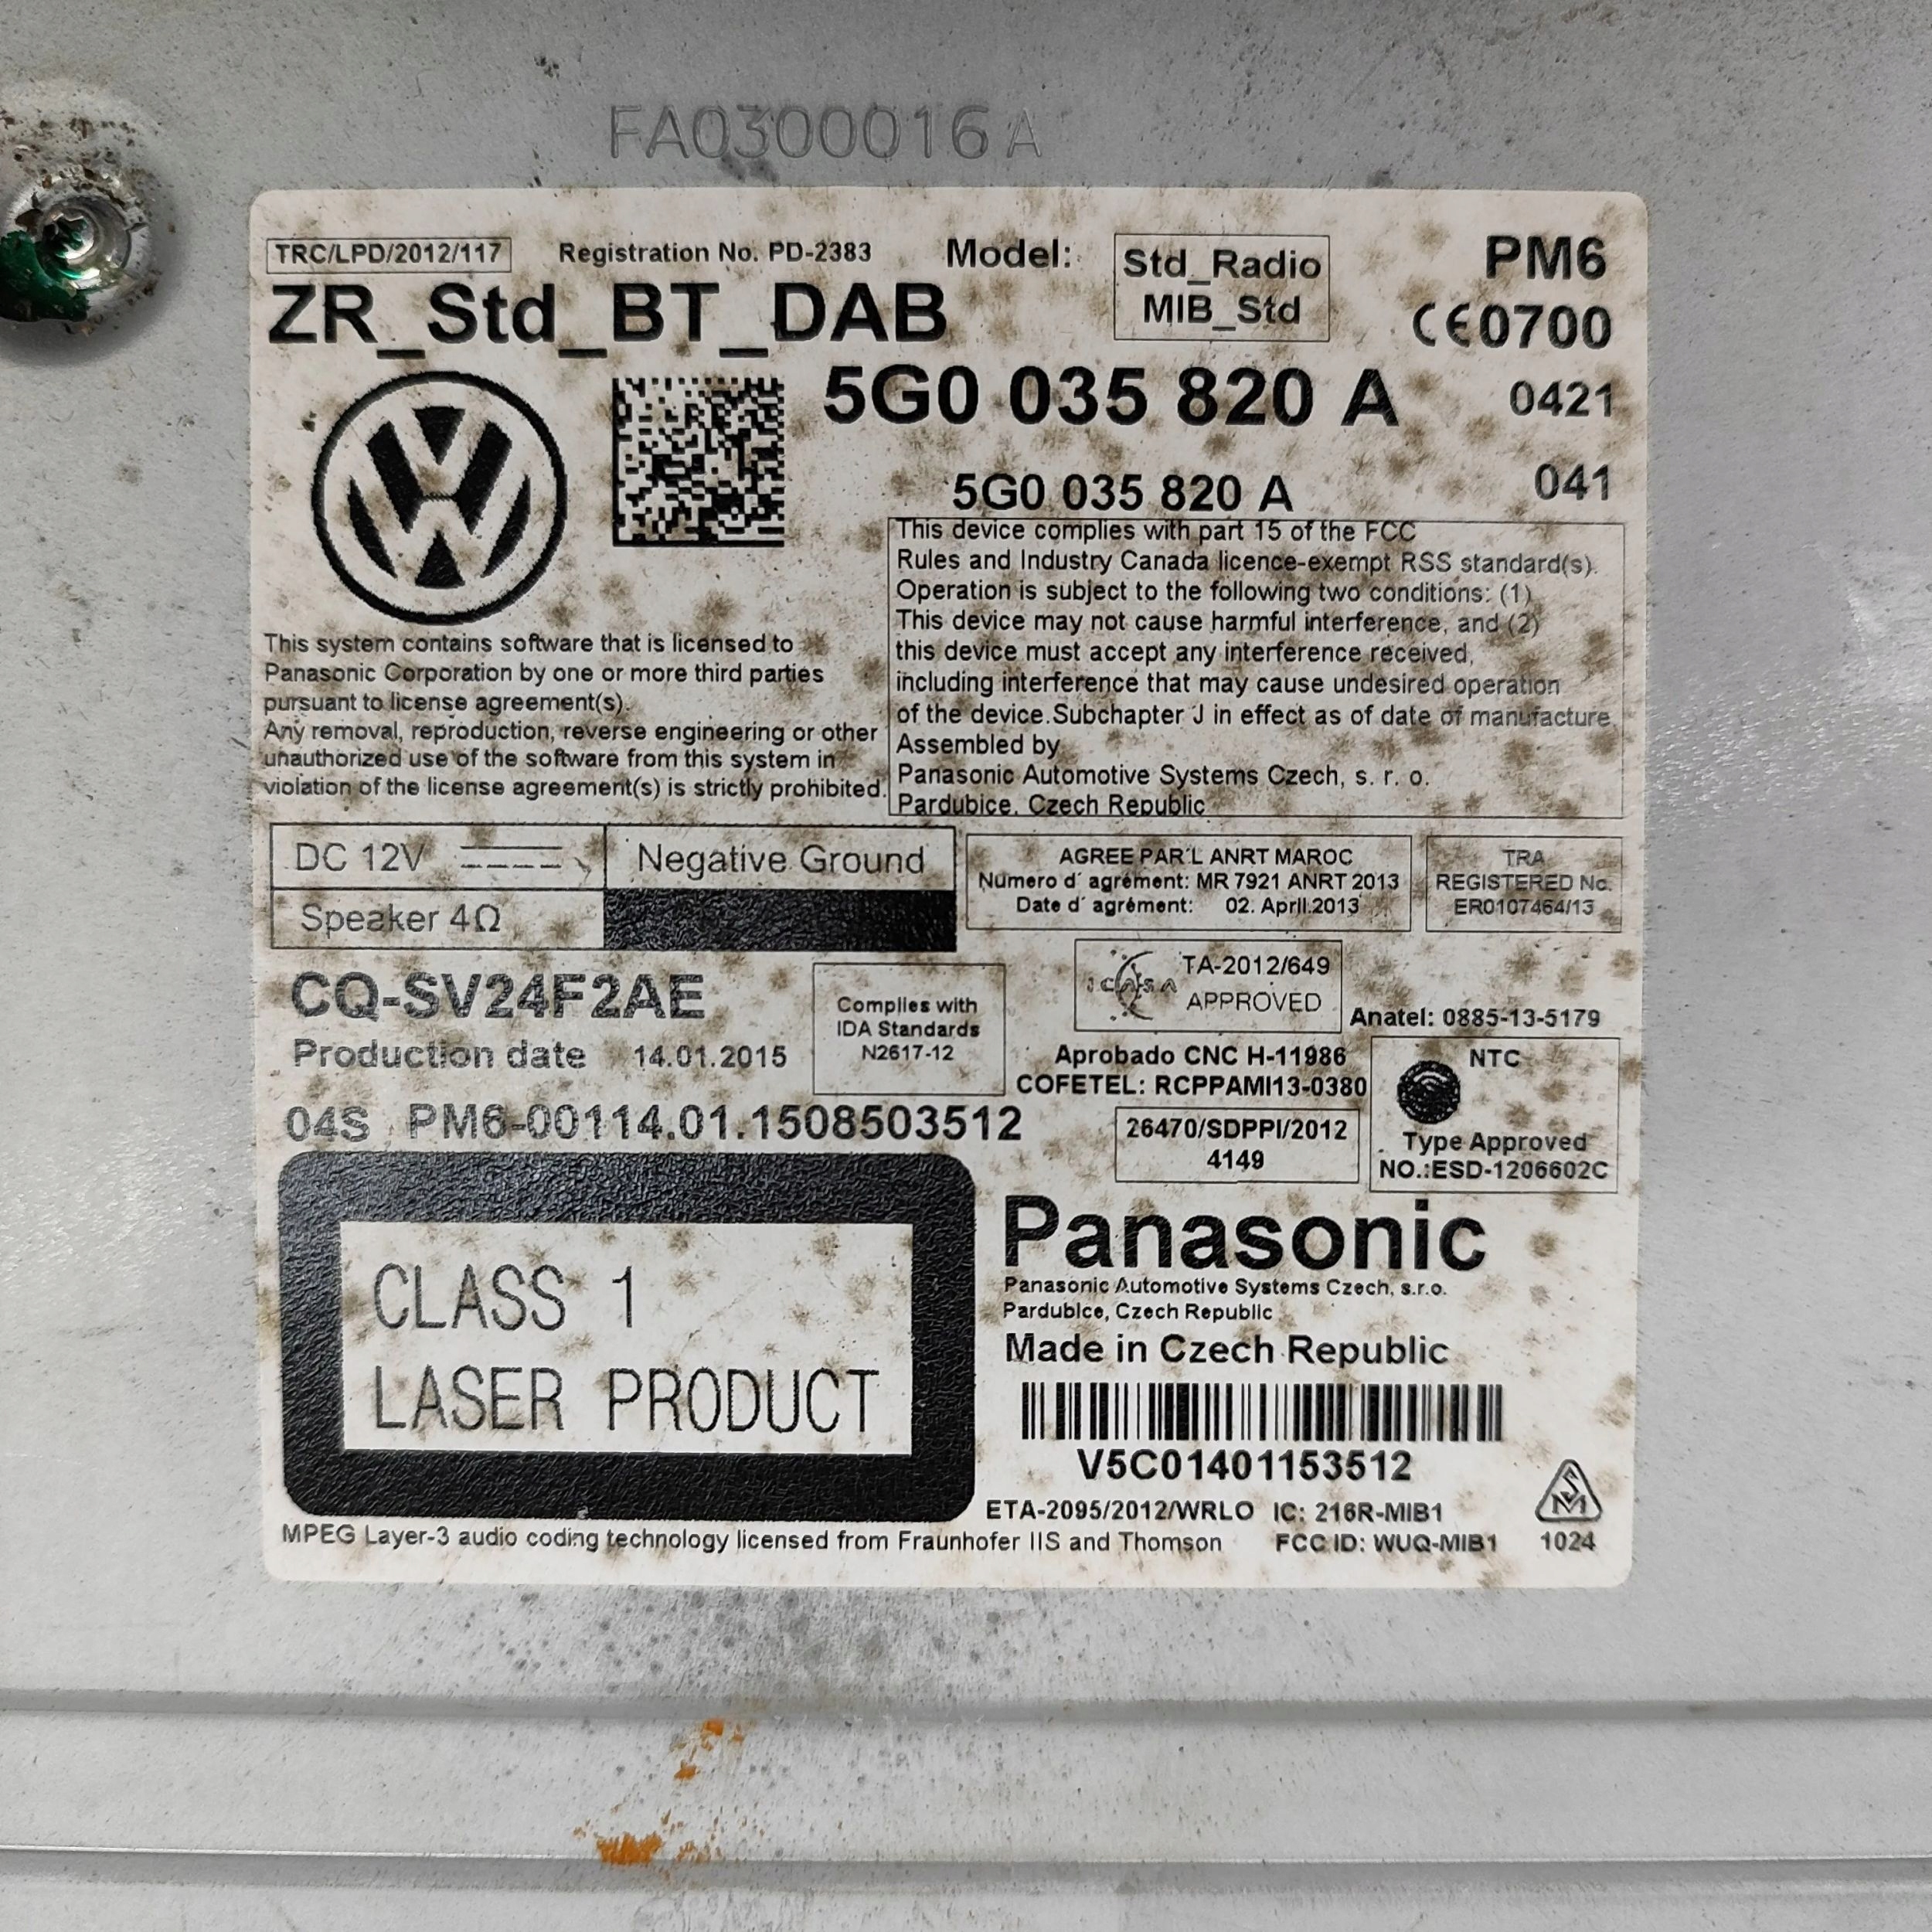 FA0300016 A
TRC/LPD/2012/117
Registration No. PD-2383
Model:
Std_Radio
MIB_Std
PM6
ZR_Std_BT_DAB
CE0700
5G0 035 820 A
0421
5G0 035 820 A
041
This device complies with part 15 of the FCC
Rules and Industry Canada licence-exempt RSS standard(s).
Operation is subject to the following two conditions: (1)
This device may not cause harmful interference, and (2)
this device must accept any interference received,
including interference that may cause undesired operation
of the device.Subchapter J in effect as of date of manufacture.
Assembled by
Panasonic Automotive Systems Czech, s. r. o.
Pardubice, Czech Republic
This system contains software that is licensed to
Panasonic Corporation by one or more third parties
pursuant to license agreement(s).
Any removal, reproduction, reverse engineering or other
unauthorized use of the software from this system in
violation of the license agreement(s) is strictly prohibited.
DC 12V
Negative Ground
Speaker 4Ω
AGREE PAR´L ANRT MAROC
Numero d´ agrément: MR 7921 ANRT 2013
Date d´ agrément: 02. April.2013
TRA
REGISTERED No.
ER0107464/13
CQ-SV24F2AE
Production date 14.01.2015
Complies with
IDA Standards
N2617-12
ICASA
TA-2012/649
APPROVED
Anatel: 0885-13-5179
Aprobado CNC H-11986
COFETEL: RCPPAMI13-0380
NTC
Type Approved
NO.:ESD-1206602C
04S PM6-00114.01.1508503512
26470/SDPPI/2012
4149
CLASS 1
LASER PRODUCT
Panasonic
Panasonic Automotive Systems Czech, s.r.o.
Pardubice, Czech Republic
Made in Czech Republic
V5C01401153512
ETA-2095/2012/WRLO IC: 216R-MIB1
MPEG Layer-3 audio coding technology licensed from Fraunhofer IIS and Thomson
FCC ID: WUQ-MIB1
1024